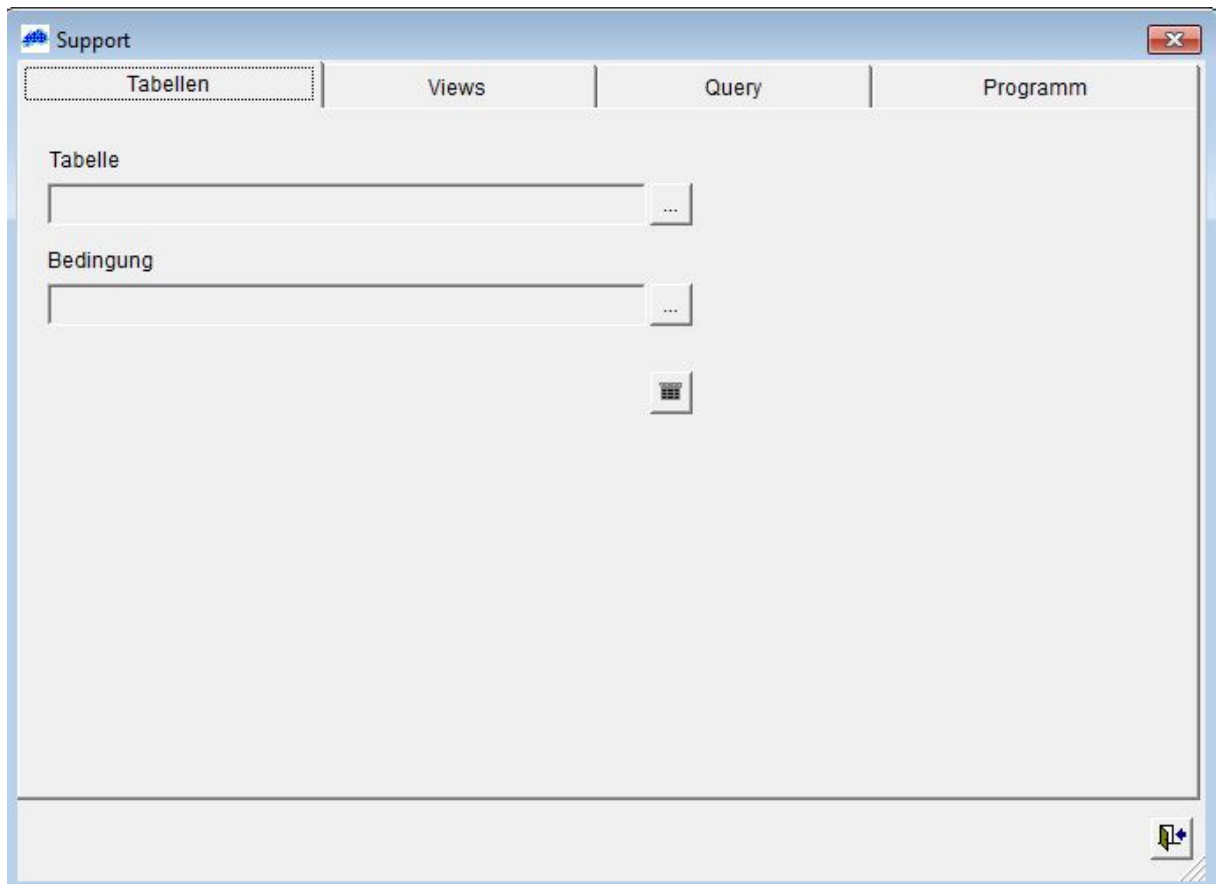 Support
Tabellen Views Query Programm
Tabelle
...
Bedingung
...